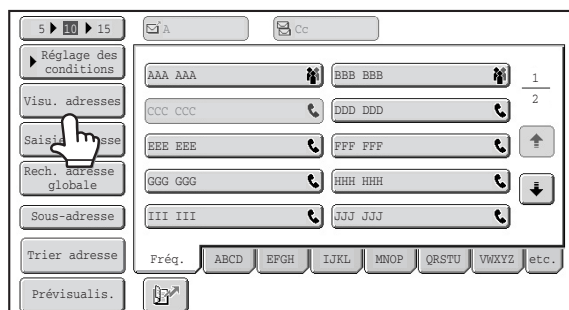 5 10 15
A
Cc
Réglage des
conditions
AAA AAA
BBB BBB
1
2
Visu. adresses
CCC CCC
DDD DDD
EEE EEE
FFF FFF
Rech. adresse
globale
GGG GGG
HHH HHH
Sous-adresse
III III
JJJ JJJ
Trier adresse
Fréq.
ABCD
EFGH
IJKL
MNOP
QRSTU
VWXYZ
etc.
Prévisualis.